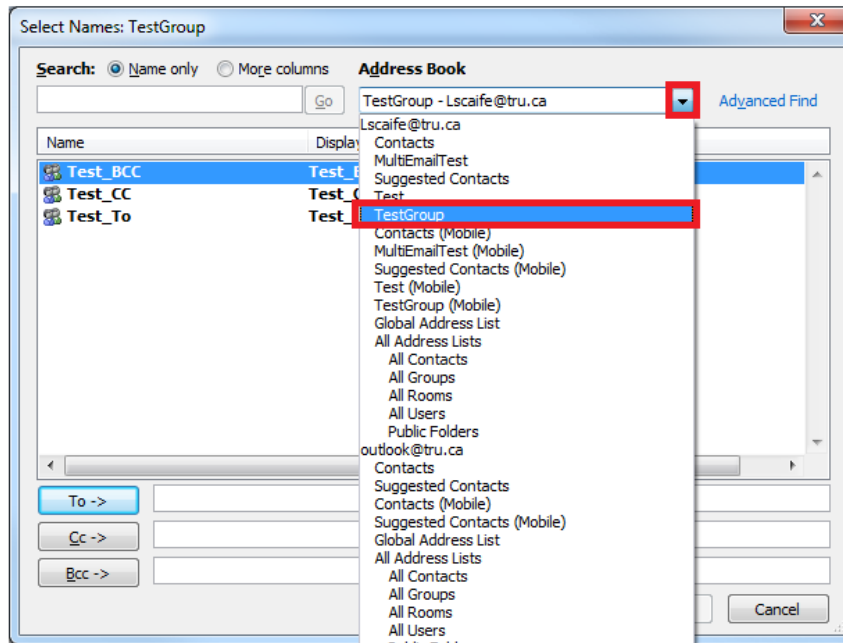 Select Names: TestGroup
Search: Name only More columns Address Book
Go TestGroup - Lscaife@tru.ca Advanced Find
Name
Lscaife@tru.ca
Contacts
MultiEmailTest
Suggested Contacts
Test
TestGroup
Contacts (Mobile)
MultiEmailTest (Mobile)
Suggested Contacts (Mobile)
Test (Mobile)
TestGroup (Mobile)
Global Address List
All Address Lists
All Contacts
All Groups
All Rooms
All Users
Public Folders
outlook@tru.ca
Contacts
Suggested Contacts
Contacts (Mobile)
Suggested Contacts (Mobile)
Global Address List
All Address Lists
All Contacts
All Groups
All Rooms
All Users
Test_BCC
Test_CC
Test_To
To ->
Cc ->
Bcc ->
Cancel